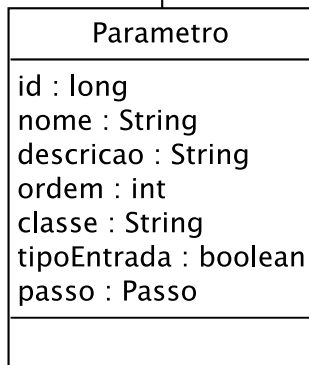 Parametro
id : long
nome : String
descricao : String
ordem : int
classe : String
tipoEntrada : boolean
passo : Passo